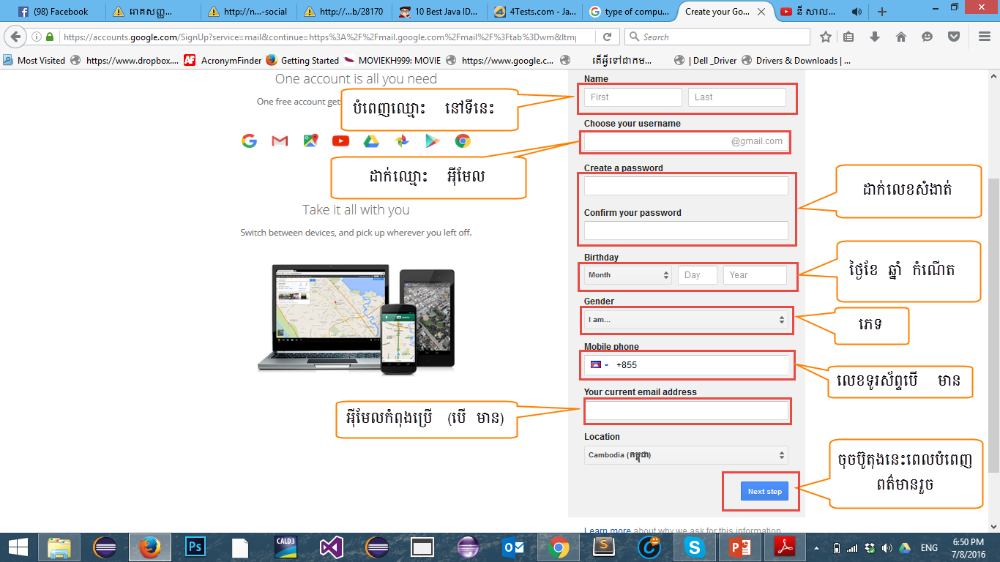 (98) Facebook
រោគសញ្ញ...
http://n...-social
http://...b/28170
10 Best Java ID...
4Tests.com - Ja...
type of compu...
Create your Go...
នី សាល...
https://accounts.google.com/SignUp?service=mail&continue=https%3A%2F%2Fmail.google.com%2Fmail%2F%3Ftab%3Dwm&ltmp
Search
Most Visited
https://www.dropbox....
AcronymFinder
Getting Started
MOVIEKH999: MOVIE
https://www.google.c...
តើអ្វីទៅជាកម...
| Dell _Driver
Drivers & Downloads | ...
One account is all you need
One free account gets
បំពេញឈ្មោះ នៅទីនេះ
ដាក់ឈ្មោះ អ៊ីមែល
Take it all with you
Switch between devices, and pick up wherever you left off.
Name
First Last
Choose your username
@gmail.com
Create a password
Confirm your password
ដាក់លេខសំងាត់
Birthday
Month Day Year
ថ្ងៃខែ ឆ្នាំ កំណើត
Gender
I am...
ភេទ
Mobile phone
+855
លេខទូរស័ព្ទបើ មាន
Your current email address
អ៊ីមែលកំពុងប្រើ (បើ មាន)
Location
Cambodia (កម្ពុជា)
Next step
ចុចប៊ូតុងនេះពេលបំពេញ
ពត៌មានរួច
Learn more about why we ask for this information.
Ps
CALD3
ENG
6:50 PM
7/8/2016